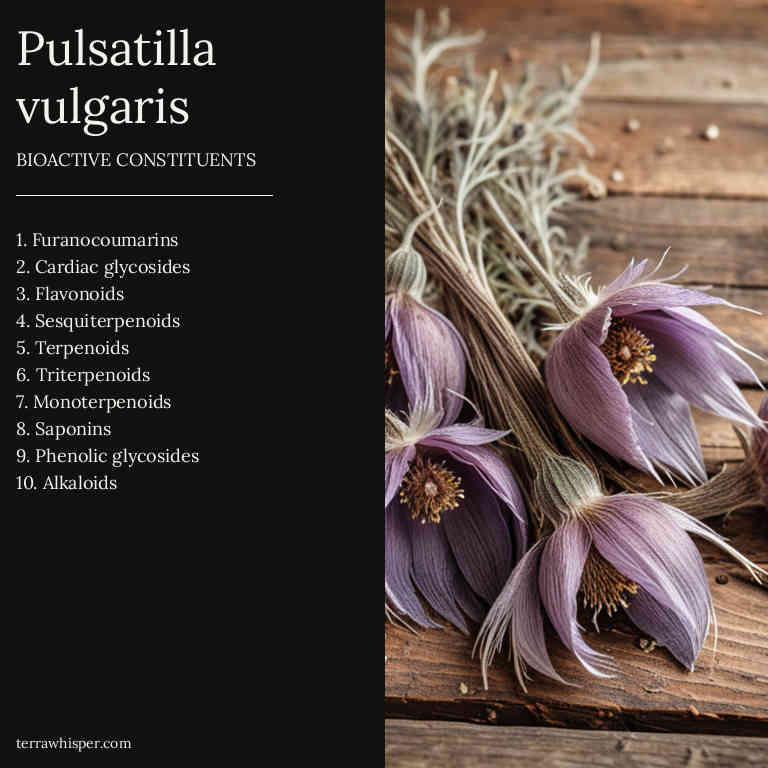 Pulsatilla
vulgaris
BIOACTIVE CONSTITUENTS
1. Furanocoumarins
2. Cardiac glycosides
3. Flavonoids
4. Sesquiterpenoids
5. Terpenoids
6. Triterpenoids
7. Monoterpenoids
8. Saponins
9. Phenolic glycosides
10. Alkaloids
terrawhisper.com